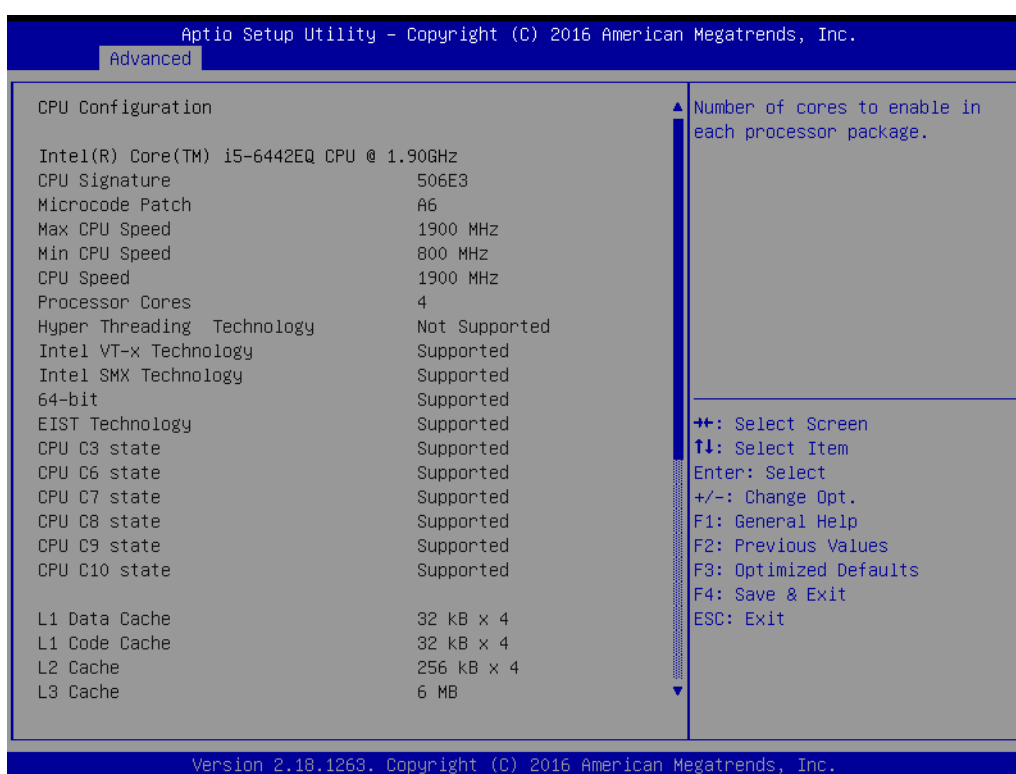 Aptio Setup Utility – Copyright (C) 2016 American Megatrends, Inc.
Advanced
CPU Configuration
Intel(R) Core(TM) i5-6442EQ CPU @ 1.90GHz
CPU Signature 506E3
Microcode Patch A6
Max CPU Speed 1900 MHz
Min CPU Speed 800 MHz
CPU Speed 1900 MHz
Processor Cores 4
Hyper Threading Technology Not Supported
Intel VT-x Technology Supported
Intel SMX Technology Supported
64-bit Supported
EIST Technology Supported
CPU C3 state Supported
CPU C6 state Supported
CPU C7 state Supported
CPU C8 state Supported
CPU C9 state Supported
CPU C10 state Supported
L1 Data Cache 32 kB x 4
L1 Code Cache 32 kB x 4
L2 Cache 256 kB x 4
L3 Cache 6 MB
Number of cores to enable in
each processor package.
→←: Select Screen
↑↓: Select Item
Enter: Select
+/-: Change Opt.
F1: General Help
F2: Previous Values
F3: Optimized Defaults
F4: Save & Exit
ESC: Exit
Version 2.18.1263. Copyright (C) 2016 American Megatrends, Inc.